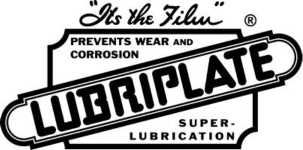 "It's the Film" ®
PREVENTS WEAR AND
CORROSION
LUBRIPLATE
SUPER-
LUBRICATION